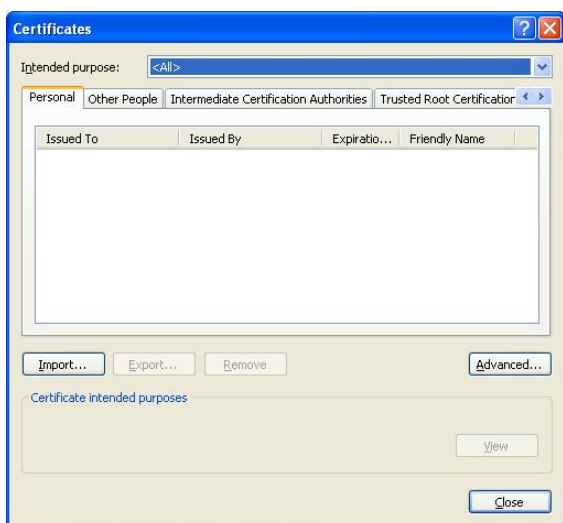 Certificates
Intended purpose: <All>
Personal Other People Intermediate Certification Authorities Trusted Root Certification
Issued To Issued By Expiratio... Friendly Name
Import... Export... Remove Advanced...
Certificate intended purposes
View
Close